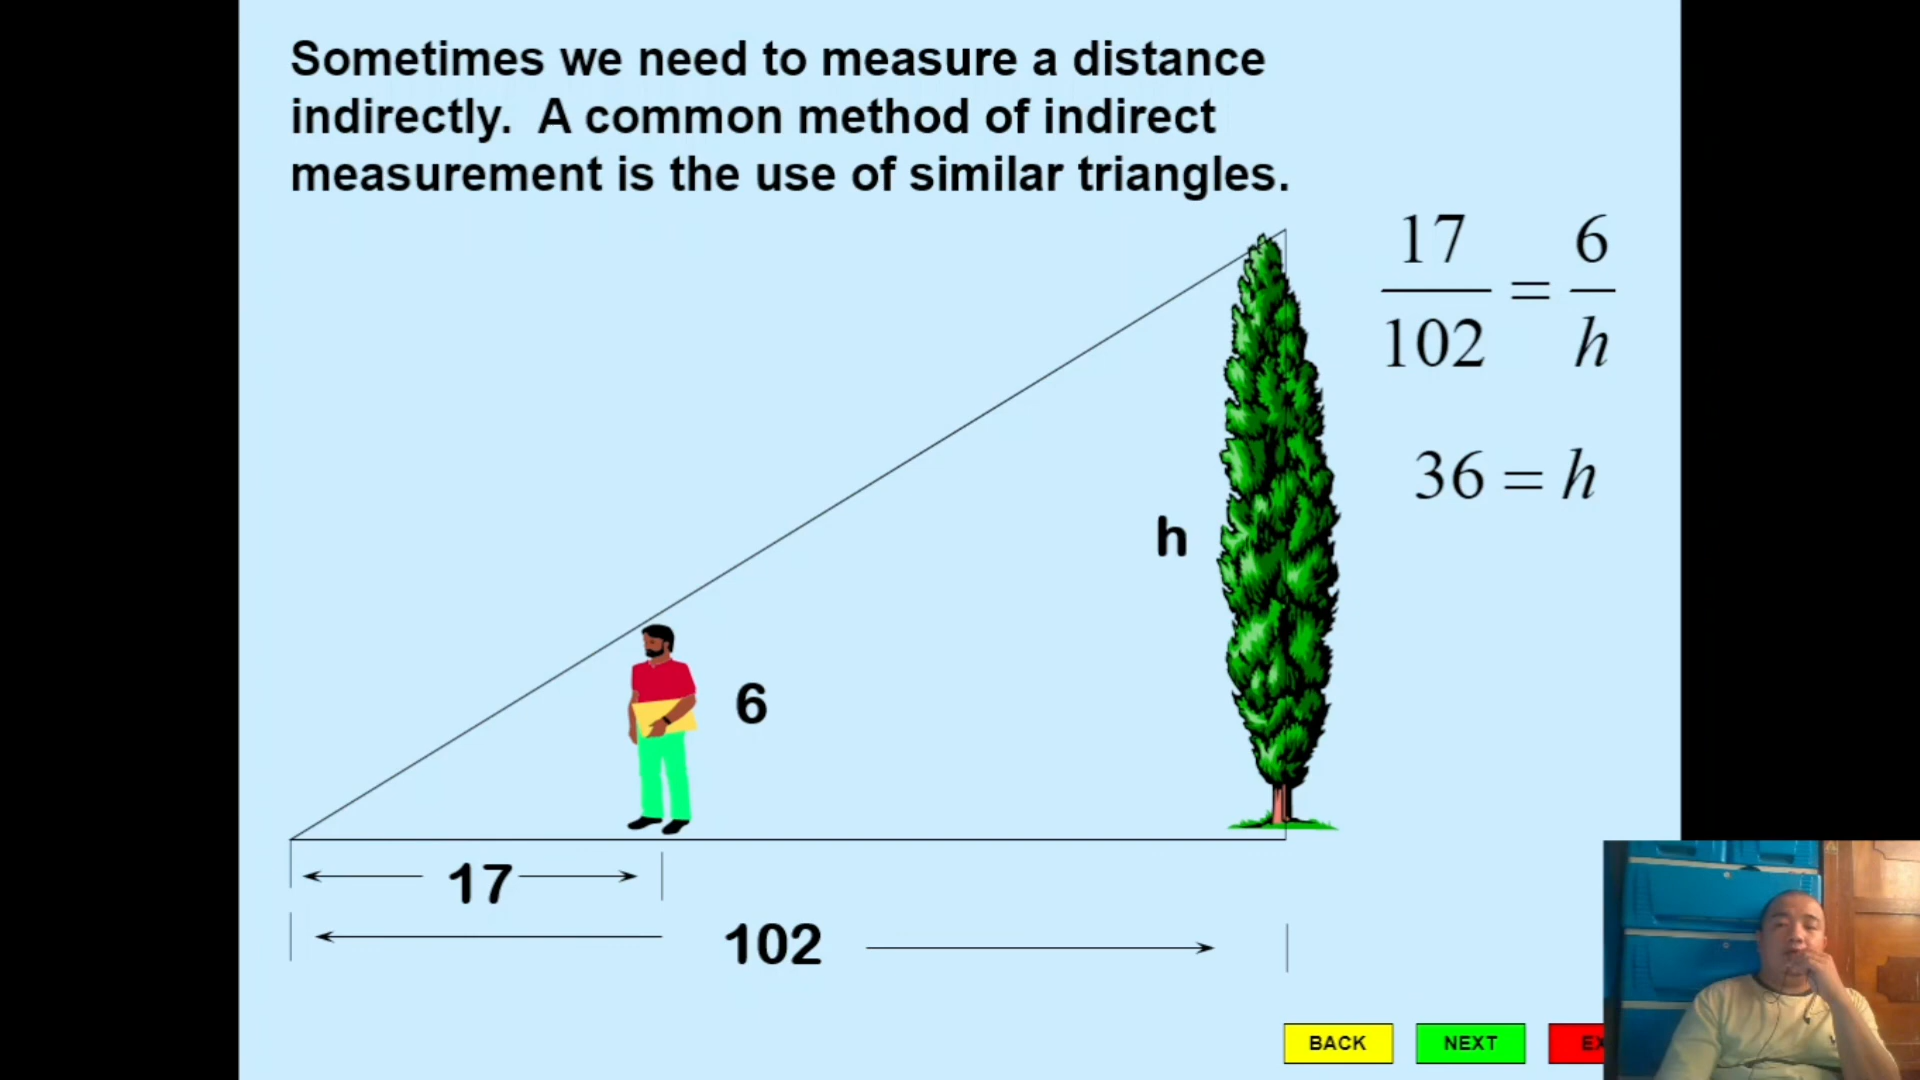 Sometimes we need to measure a distance
indirectly.  A common method of indirect
measurement is the use of similar triangles.
17 6
— = —
102 h
36 = h
h
6
17
102
BACK NEXT